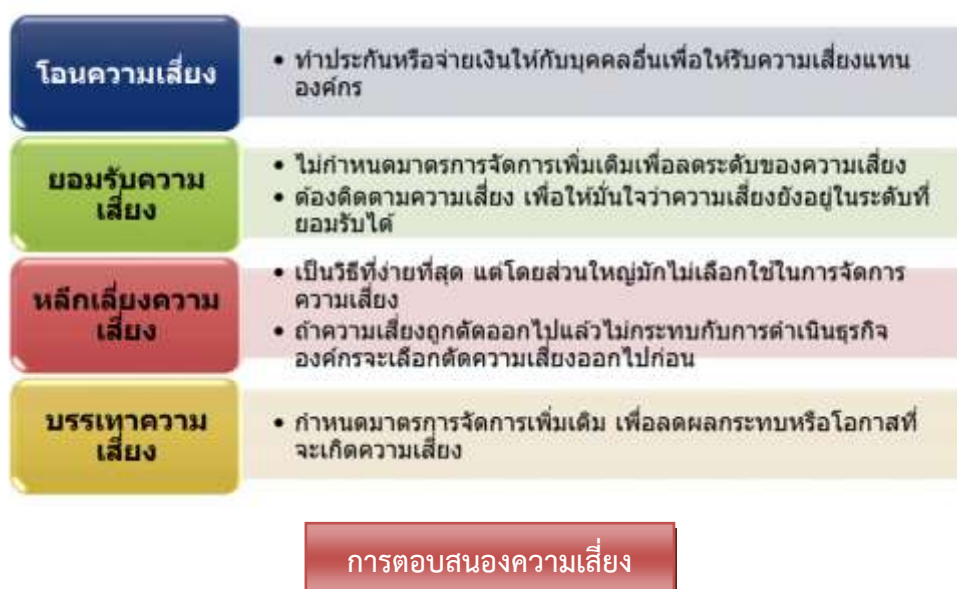 โอนความเสี่ยง
• ทำประกันหรือจ่ายเงินให้กับบุคคลอื่นเพื่อให้รับความเสี่ยงแทน
องค์กร
ยอมรับความ
เสี่ยง
• ไม่กำหนดมาตรการจัดการเพิ่มเติมเพื่อลดระดับของความเสี่ยง
• ต้องติดตามความเสี่ยง เพื่อให้มั่นใจว่าความเสี่ยงยังอยู่ในระดับที่
ยอมรับได้
หลีกเลี่ยงความ
เสี่ยง
• เป็นวิธีที่ง่ายที่สุด แต่โดยส่วนใหญ่มักไม่เลือกใช้ในการจัดการ
ความเสี่ยง
• ถ้าความเสี่ยงถูกตัดออกไปแล้วไม่กระทบกับการดำเนินธุรกิจ
องค์กรจะเลือกตัดความเสี่ยงออกไปก่อน
บรรเทาความ
เสี่ยง
• กำหนดมาตรการจัดการเพิ่มเติม เพื่อลดผลกระทบหรือโอกาสที่
จะเกิดความเสี่ยง
การตอบสนองความเสี่ยง